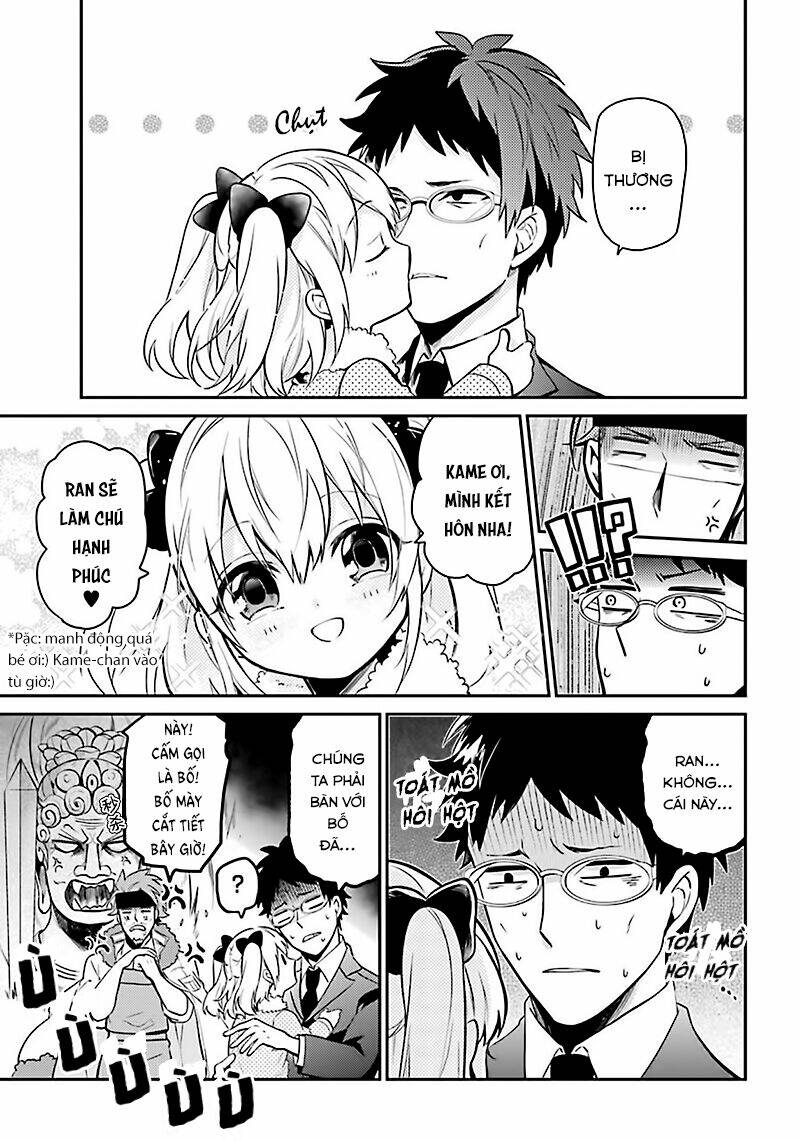 BỊ
THƯƠNG
...
Chụt
!!?
KAME ƠI,
MÌNH KẾT
HÔN NHA!
RAN SẼ
LÀM CHÚ
HẠNH
PHÚC
♥
*Pặc: manh động quá
bé ơi:) Kame-chan vào
tù giờ:)
RAN...
KHÔNG...
CÁI NÀY...
TOÁT MỒ
HÔI HỘT
TOÁT MỒ
HÔI HỘT
CHÚNG
TA PHẢI
BÀN VỚI
BỐ
ĐÃ...
?
NÀY!
CẤM GỌI
LÀ BỐ!
BỐ MÀY
CẮT TIẾT
BÂY GIỜ!
Ù
Ù
Ù
Ù
Ù